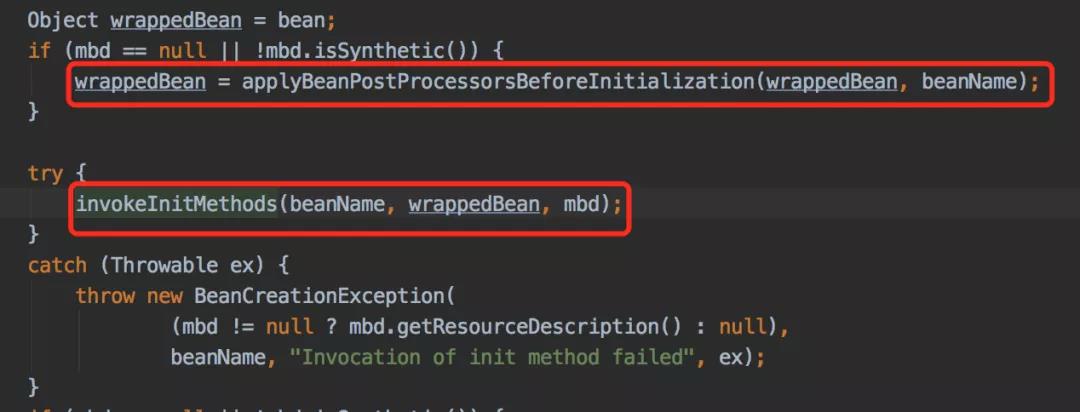 Object wrappedBean = bean;
if (mbd == null || !mbd.isSynthetic()) {
wrappedBean = applyBeanPostProcessorsBeforeInitialization(wrappedBean, beanName);
}
try {
invokeInitMethods(beanName, wrappedBean, mbd);
}
catch (Throwable ex) {
throw new BeanCreationException(
(mbd != null ? mbd.getResourceDescription() : null),
beanName, "Invocation of init method failed", ex);
}